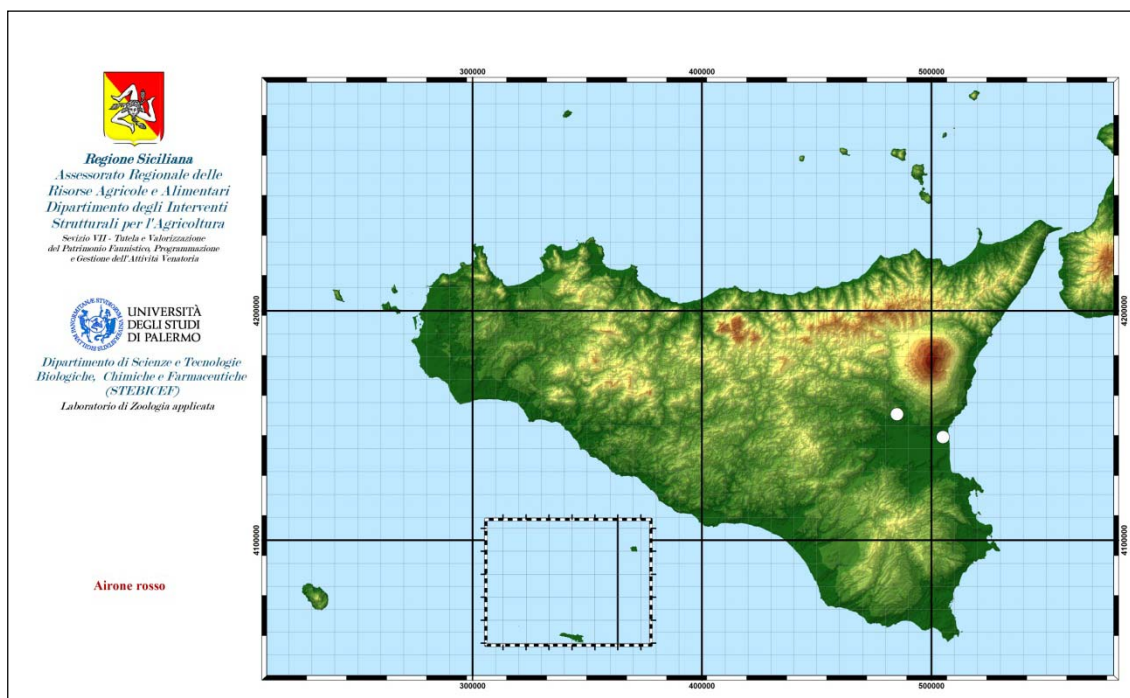 Regione Siciliana
Assessorato Regionale delle
Risorse Agricole e Alimentari
Dipartimento degli Interventi
Strutturali per l'Agricoltura
Sevizio VII - Tutela e Valorizzazione
del Patrimonio Faunistico, Programmazione
e Gestione dell'Attività Venatoria
UNIVERSITÀ
DEGLI STUDI
DI PALERMO
Dipartimento di Scienze e Tecnologie
Biologiche, Chimiche e Farmaceutiche
(STEBICEF)
Laboratorio di Zoologia applicata
Airone rosso
300000 400000 500000
4200000 4200000
4100000 4100000
300000 400000 500000